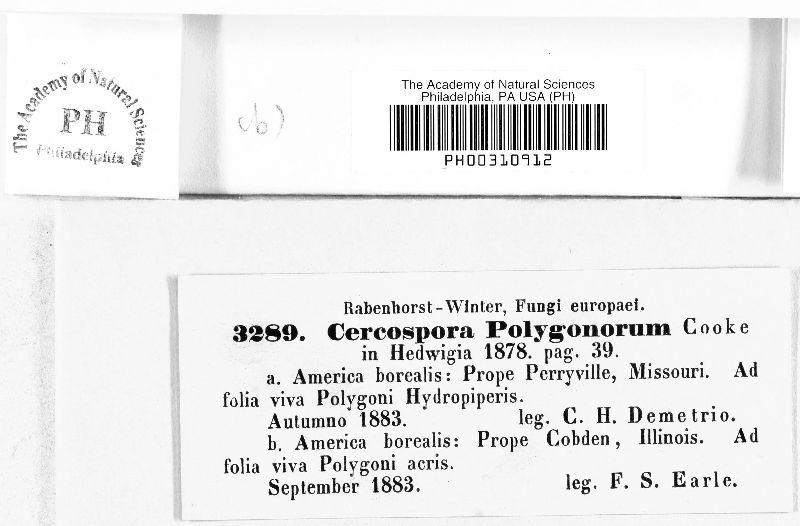 The Academy of Natural Sciences
PH
Philadelphia
b)
The Academy of Natural Sciences
Philadelphia, PA USA (PH)
PH00310912
Rabenhorst-Winter, Fungi europaei.
3289. Cercospora Polygonorum Cooke
in Hedwigia 1878. pag. 39.
a. America borealis: Prope Perryville, Missouri. Ad
folia viva Polygoni Hydropiperis.
Autumno 1883. leg. C. H. Demetrio.
b. America borealis: Prope Cobden, Illinois. Ad
folia viva Polygoni acris.
September 1883. leg. F. S. Earle.